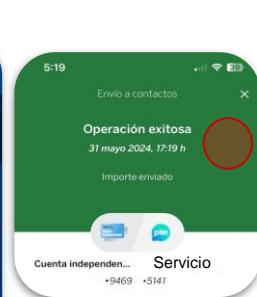 5:19
Envío a contactos
Operación exitosa
31 mayo 2024, 17:19 h
Importe enviado
plin
Cuenta independen... Servicio
•9469 •5141